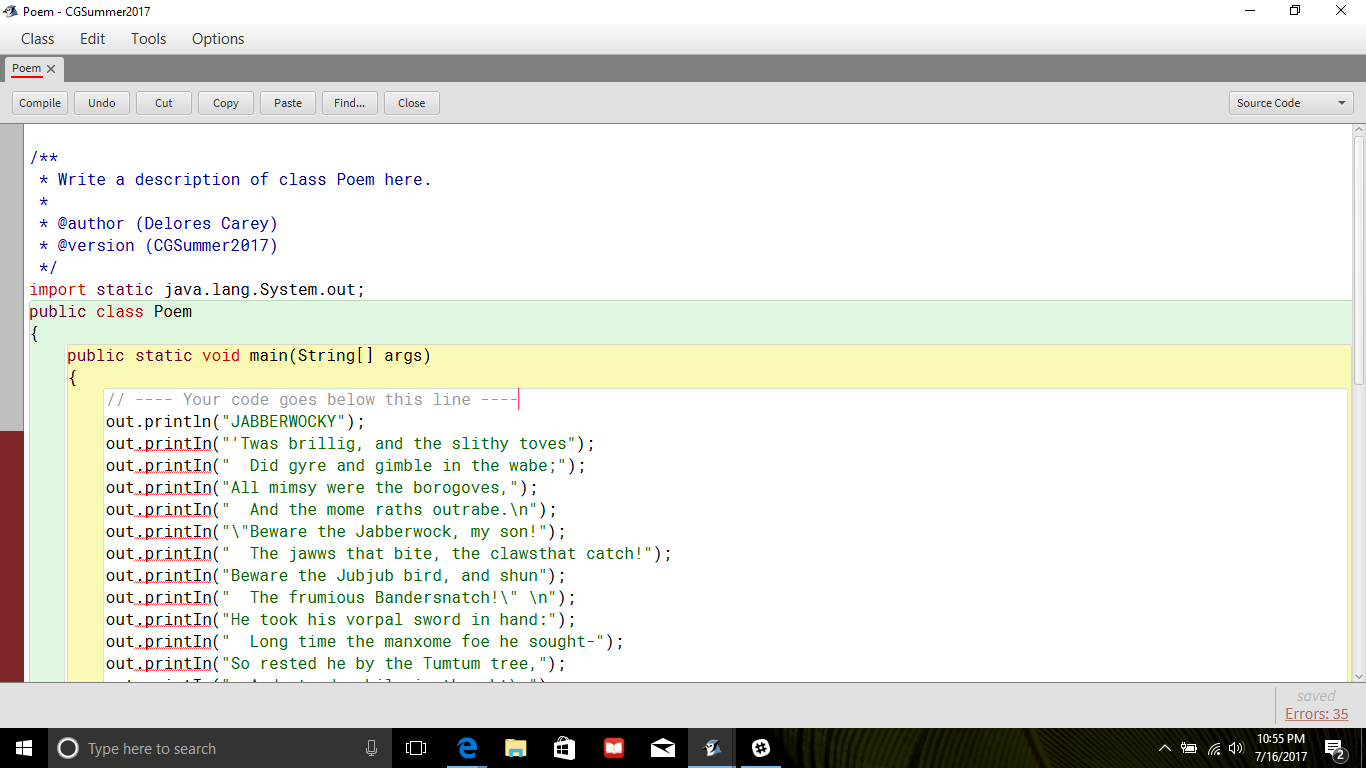 Poem - CGSummer2017
Class Edit Tools Options
Poem
Compile Undo Cut Copy Paste Find... Close Source Code
/**
 * Write a description of class Poem here.
 *
 * @author (Delores Carey)
 * @version (CGSummer2017)
 */
import static java.lang.System.out;
public class Poem
{
public static void main(String[] args)
{
// ---- Your code goes below this line ----
out.println("JABBERWOCKY");
out.printIn("'Twas brillig, and the slithy toves");
out.printIn("  Did gyre and gimble in the wabe;");
out.printIn("All mimsy were the borogoves,");
out.printIn("  And the mome raths outrabe.\n");
out.printIn("\"Beware the Jabberwock, my son!");
out.printIn("  The jawws that bite, the clawsthat catch!");
out.printIn("Beware the Jubjub bird, and shun");
out.printIn("  The frumious Bandersnatch!\" \n");
out.printIn("He took his vorpal sword in hand:");
out.printIn("  Long time the manxome foe he sought-");
out.printIn("So rested he by the Tumtum tree,");
saved
Errors: 35
Type here to search
10:55 PM
7/16/2017
2